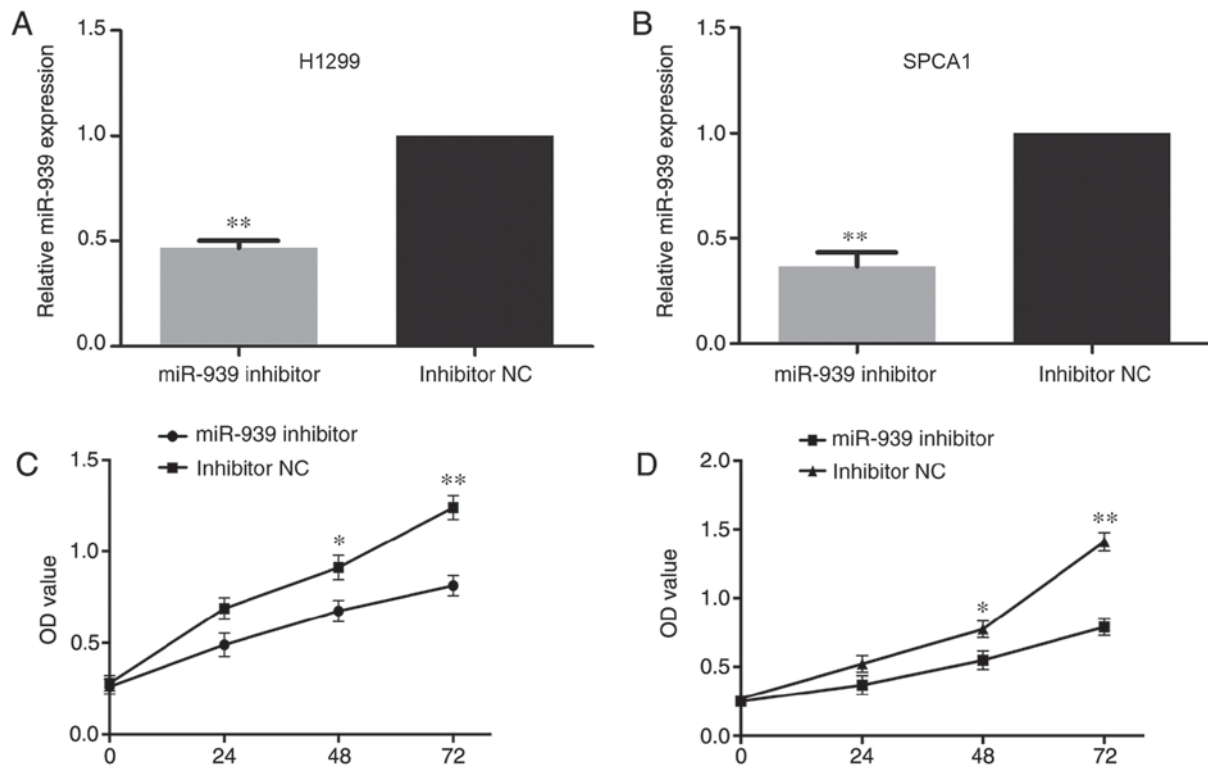 A
1.5
1.0
0.5
0.0
Relative miR-939 expression
H1299
**
miR-939 inhibitor
Inhibitor NC
B
1.5
1.0
0.5
0.0
Relative miR-939 expression
SPCA1
**
miR-939 inhibitor
Inhibitor NC
C
miR-939 inhibitor
Inhibitor NC
1.5
1.0
0.5
0.0
OD value
*
**
0 24 48 72
D
miR-939 inhibitor
Inhibitor NC
2.0
1.5
1.0
0.5
0.0
OD value
*
**
0 24 48 72